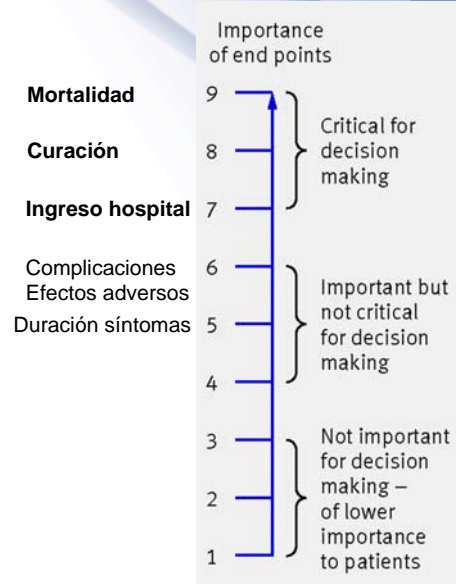 Importance
of end points
Mortalidad
9
Curación
8
Ingreso hospital
7
Critical for
decision
making
Complicaciones
Efectos adversos
6
Duración síntomas
5
4
Important but
not critical
for decision
making
3
2
1
Not important
for decision
making –
of lower
importance
to patients